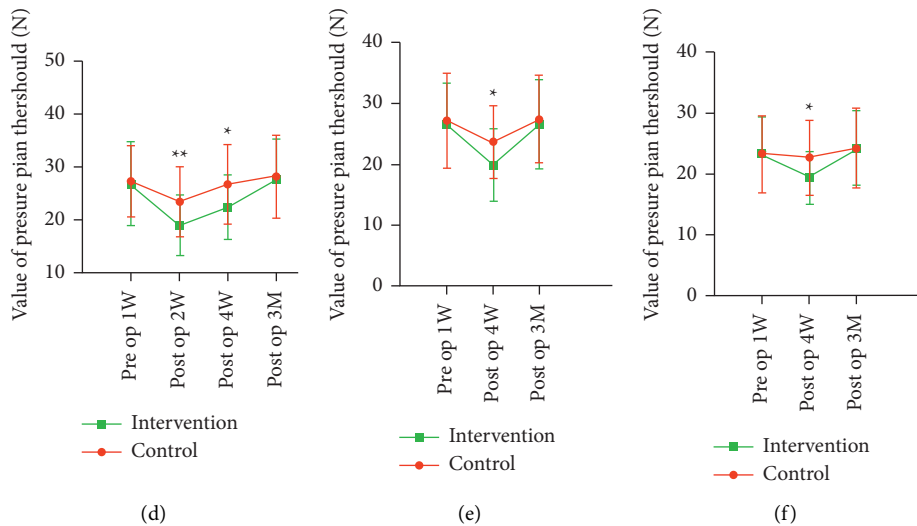 Value of presure pian thershould (N)
50
40
30
20
10
**
*
Pre op 1W
Post op 2W
Post op 4W
Post op 3M
Intervention
Control
(d)
Value of presure pian thershould (N)
40
30
20
10
0
*
Pre op 1W
Post op 4W
Post op 3M
Intervention
Control
(e)
Value of presure pian thershould (N)
40
30
20
10
0
*
Pre op 1W
Post op 4W
Post op 3M
Intervention
Control
(f)